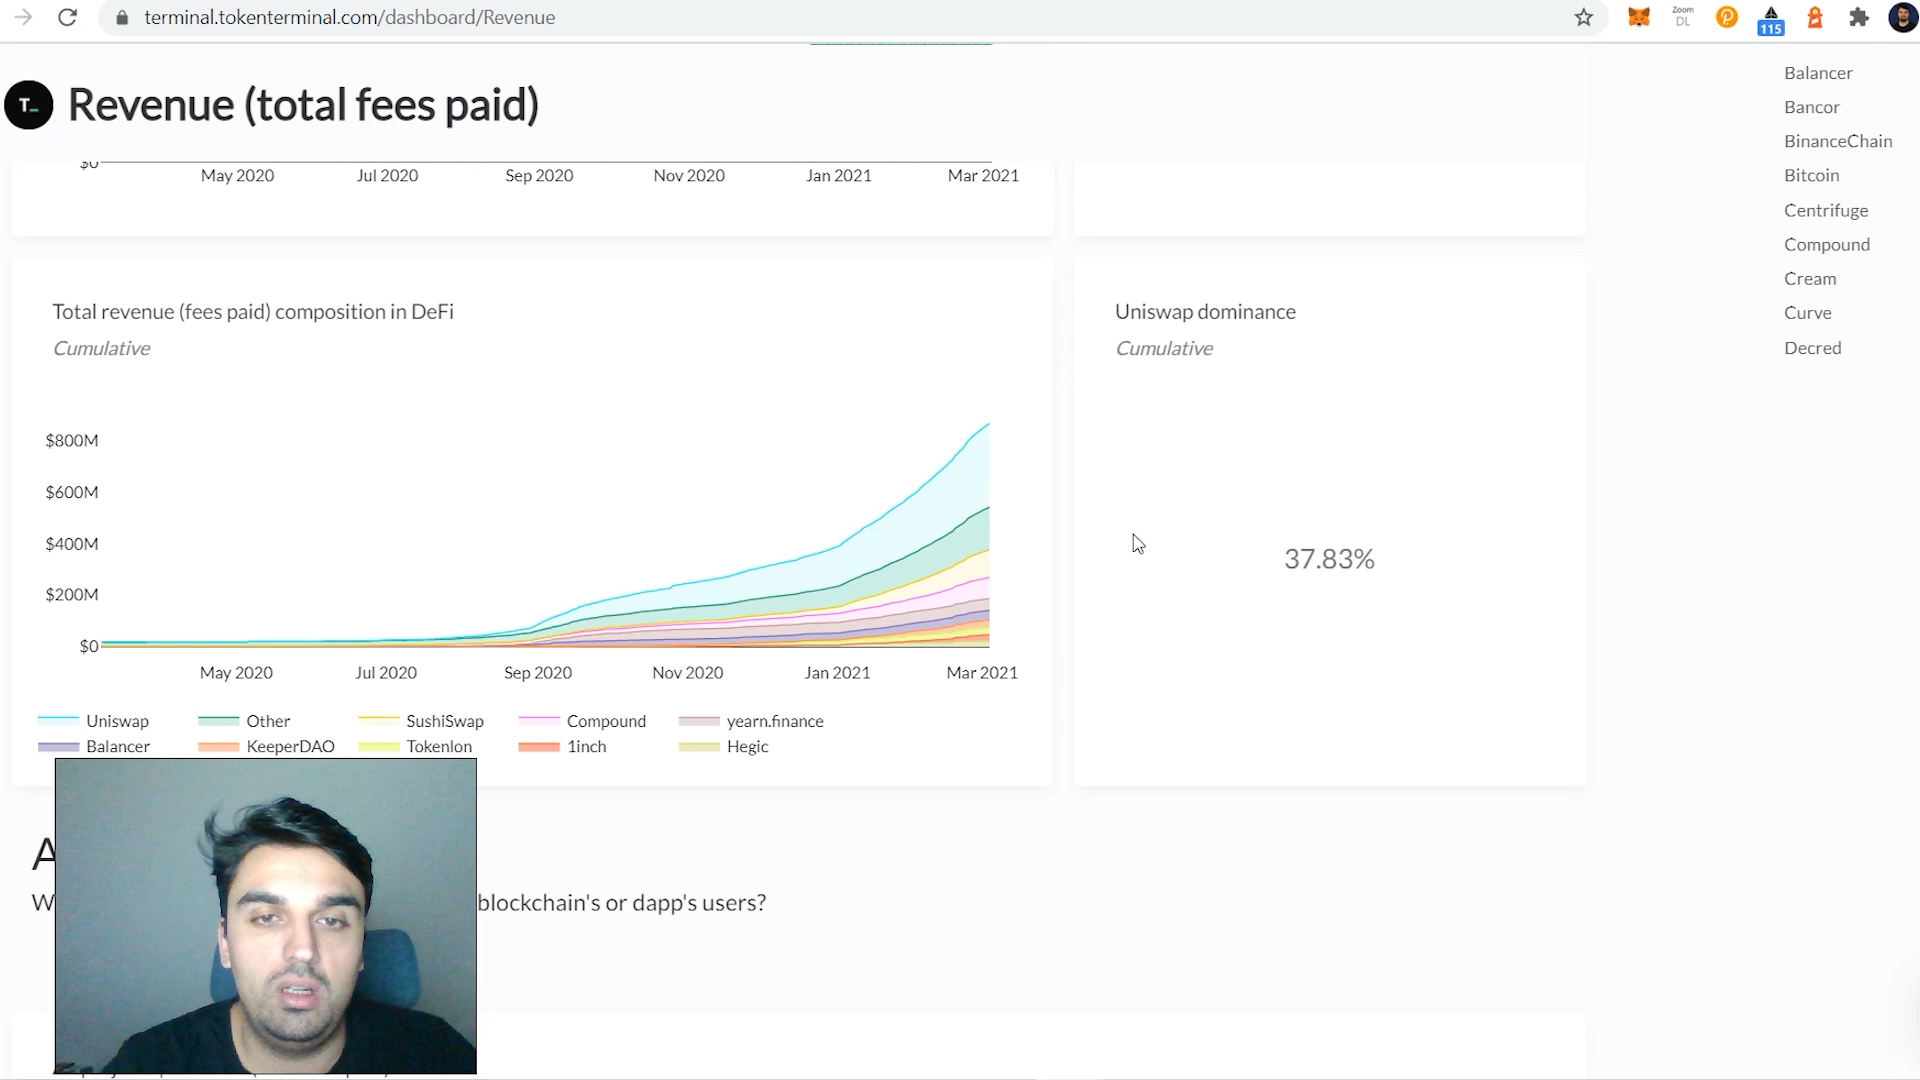 terminal.tokenterminal.com/dashboard/Revenue
Zoom
DL
115
T_
Revenue (total fees paid)
$0
May 2020 Jul 2020 Sep 2020 Nov 2020 Jan 2021 Mar 2021
Balancer
Bancor
BinanceChain
Bitcoin
Centrifuge
Compound
Cream
Curve
Decred
Total revenue (fees paid) composition in DeFi
Cumulative
$800M
$600M
$400M
$200M
$0
May 2020 Jul 2020 Sep 2020 Nov 2020 Jan 2021 Mar 2021
Uniswap Other SushiSwap Compound yearn.finance
Balancer KeeperDAO Tokenlon 1inch Hegic
Uniswap dominance
Cumulative
37.83%
blockchain's or dapp's users?